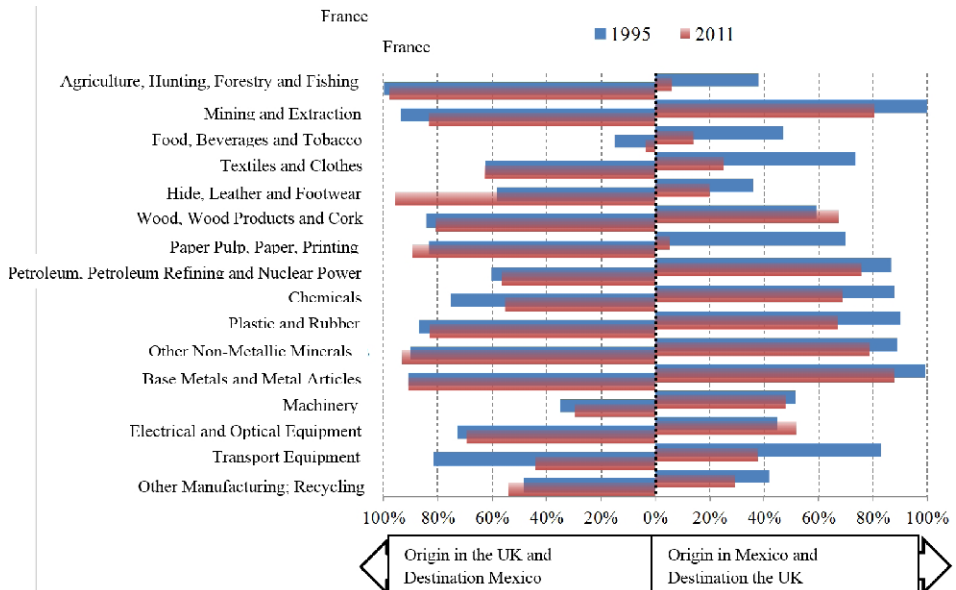 France
France
1995 2011
Agriculture, Hunting, Forestry and Fishing
Mining and Extraction
Food, Beverages and Tobacco
Textiles and Clothes
Hide, Leather and Footwear
Wood, Wood Products and Cork
Paper Pulp, Paper, Printing
Petroleum, Petroleum Refining and Nuclear Power
Chemicals
Plastic and Rubber
Other Non-Metallic Minerals
Base Metals and Metal Articles
Machinery
Electrical and Optical Equipment
Transport Equipment
Other Manufacturing; Recycling
100% 80% 60% 40% 20% 0% 20% 40% 60% 80% 100%
Origin in the UK and
Destination Mexico
Origin in Mexico and
Destination the UK